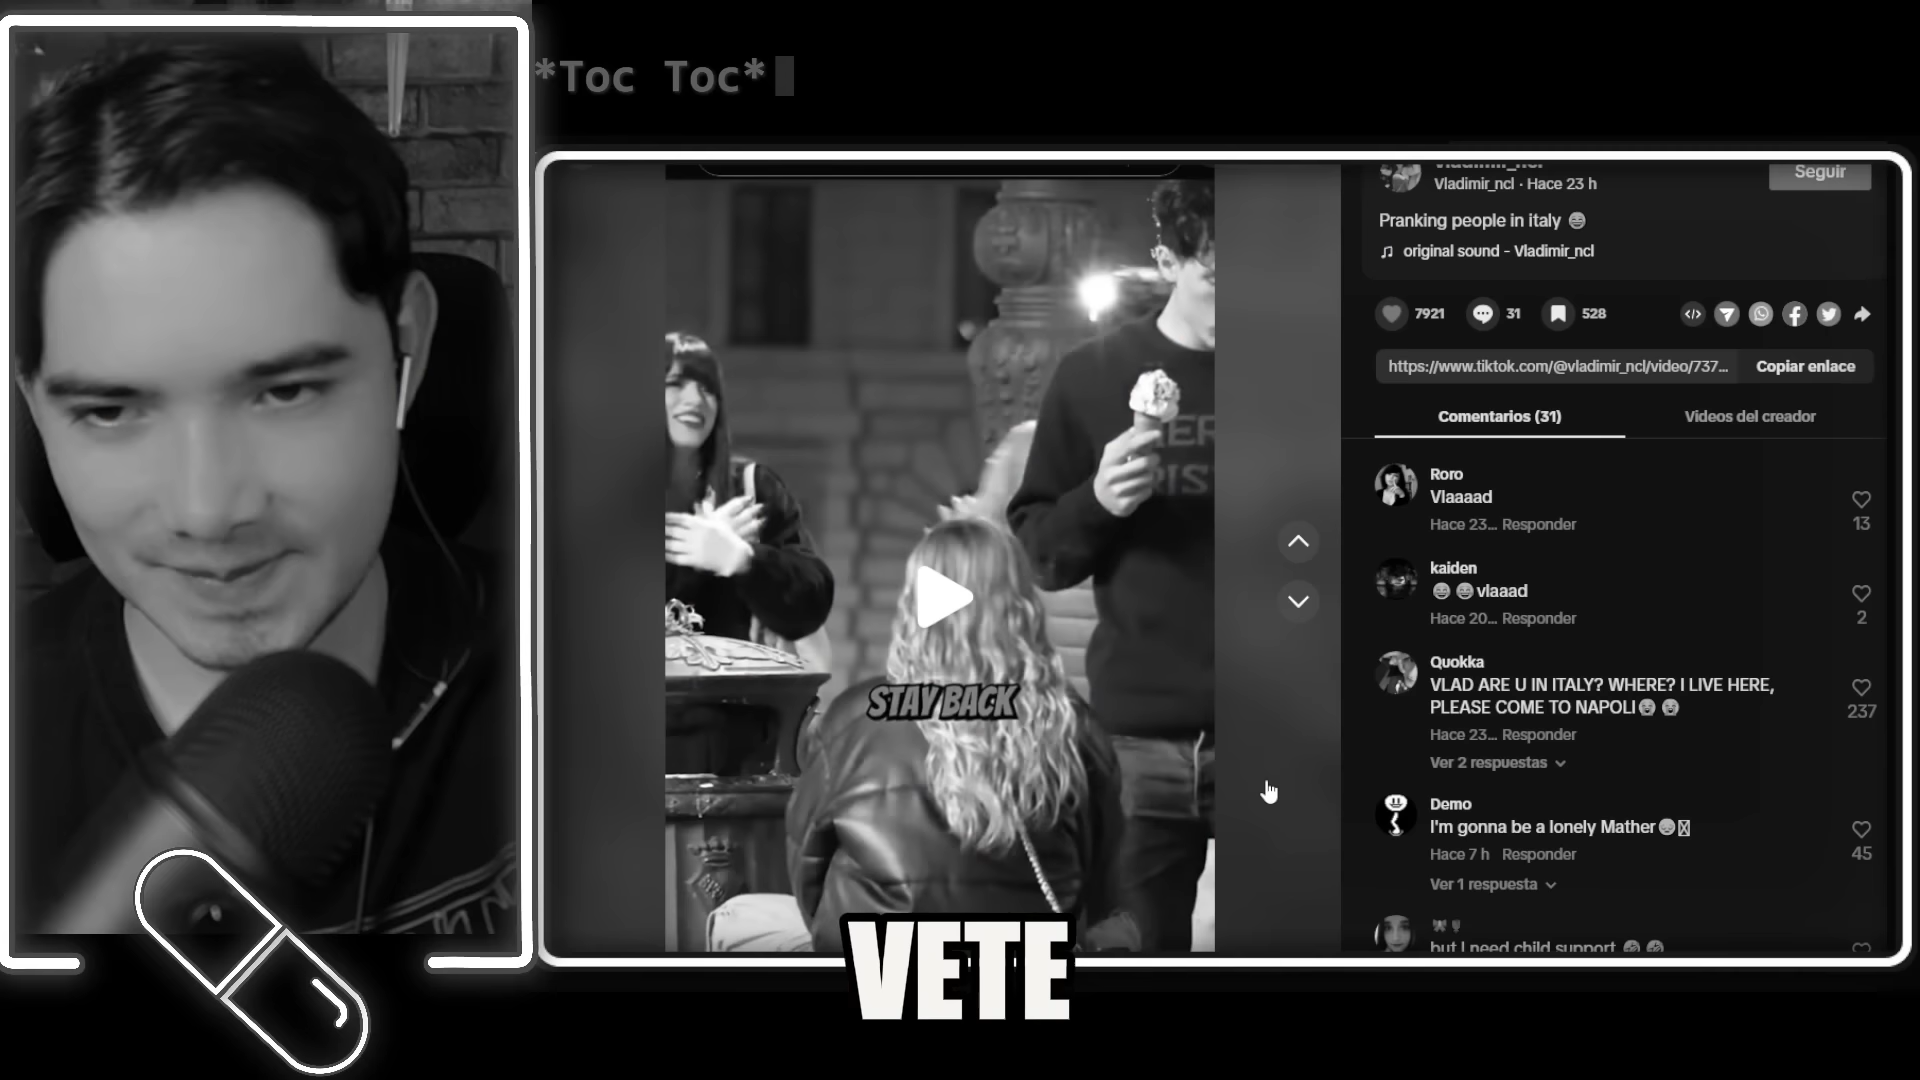 *Toc Toc*
Vladimir_ncl
Vladimir_ncl · Hace 23 h
Seguir
Pranking people in italy 😄
original sound - Vladimir_ncl
7921
31
528
https://www.tiktok.com/@vladimir_ncl/video/737...
Copiar enlace
Comentarios (31)
Videos del creador
Roro
Vlaaaad
Hace 23... Responder
13
kaiden
😄😄vlaaad
Hace 20... Responder
2
Quokka
VLAD ARE U IN ITALY? WHERE? I LIVE HERE,
PLEASE COME TO NAPOLI😭😭
Hace 23... Responder
237
Ver 2 respuestas
Demo
I'm gonna be a lonely Mather
Hace 7 h Responder
45
Ver 1 respuesta
but I need child support
STAY BACK
VETE